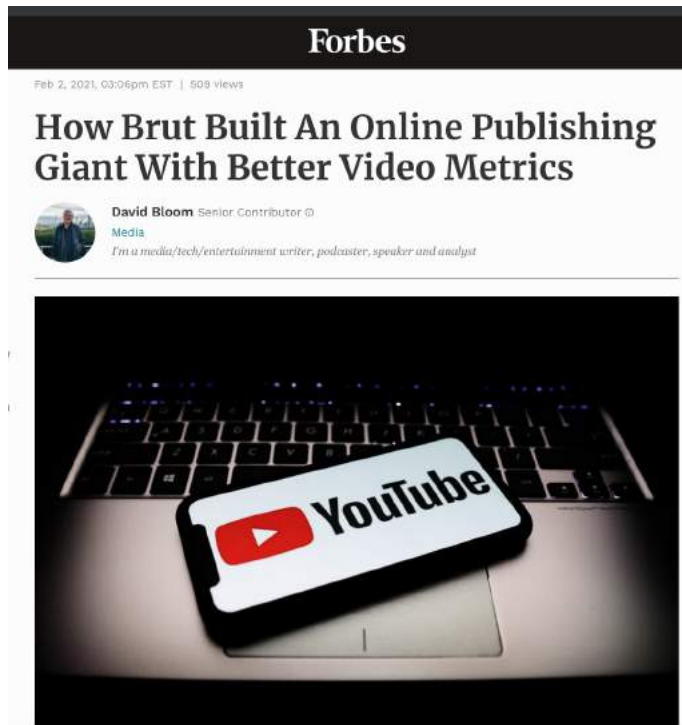 Forbes
Feb 2, 2021, 03:06pm EST | 509 views
How Brut Built An Online Publishing
Giant With Better Video Metrics
David Bloom Senior Contributor
Media
I'm a media/tech/entertainment writer, podcaster, speaker and analyst
YouTube